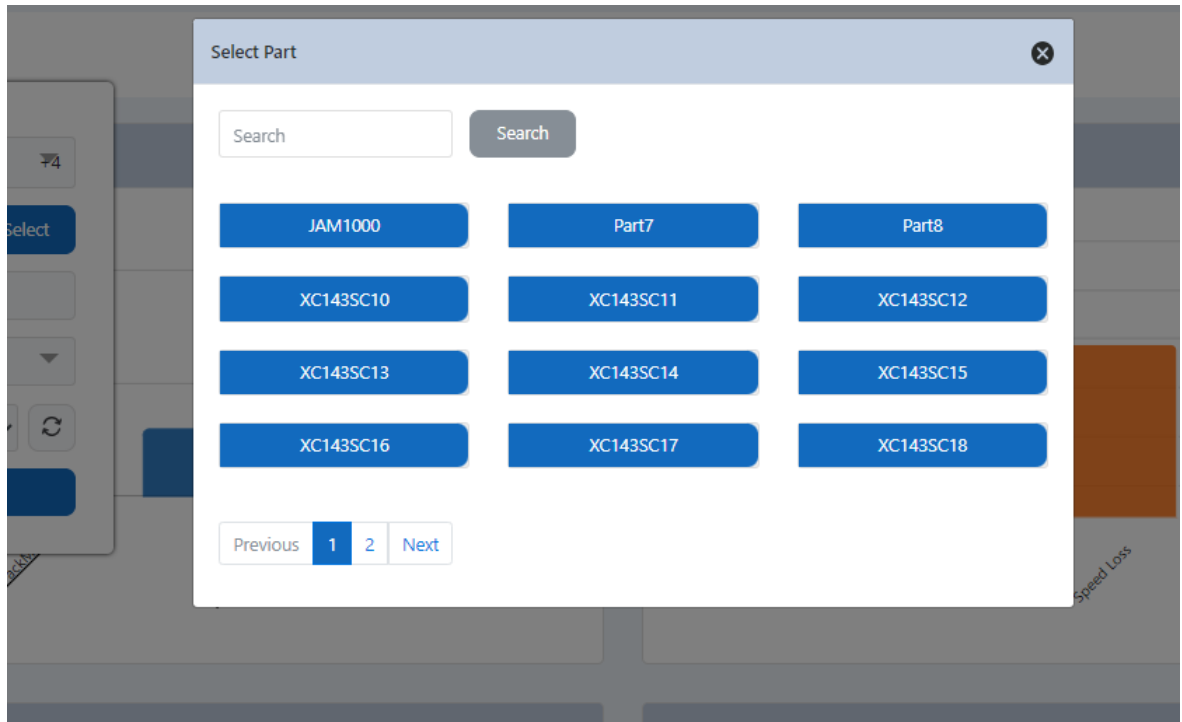 Select Part
Search
Search
+4
Select
JAM1000
Part7
Part8
XC143SC10
XC143SC11
XC143SC12
XC143SC13
XC143SC14
XC143SC15
XC143SC16
XC143SC17
XC143SC18
Previous
1
2
Next
Speed Loss